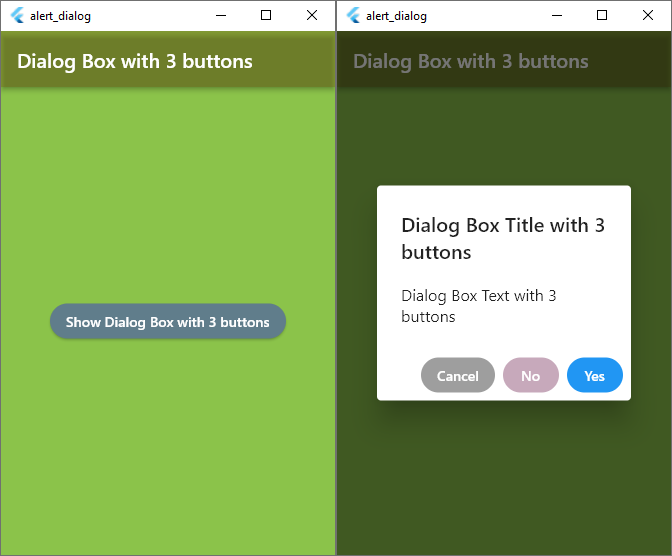 alert_dialog
Dialog Box with 3 buttons
Show Dialog Box with 3 buttons
alert_dialog
Dialog Box with 3 buttons
Dialog Box Title with 3
buttons
Dialog Box Text with 3
buttons
Cancel
No
Yes